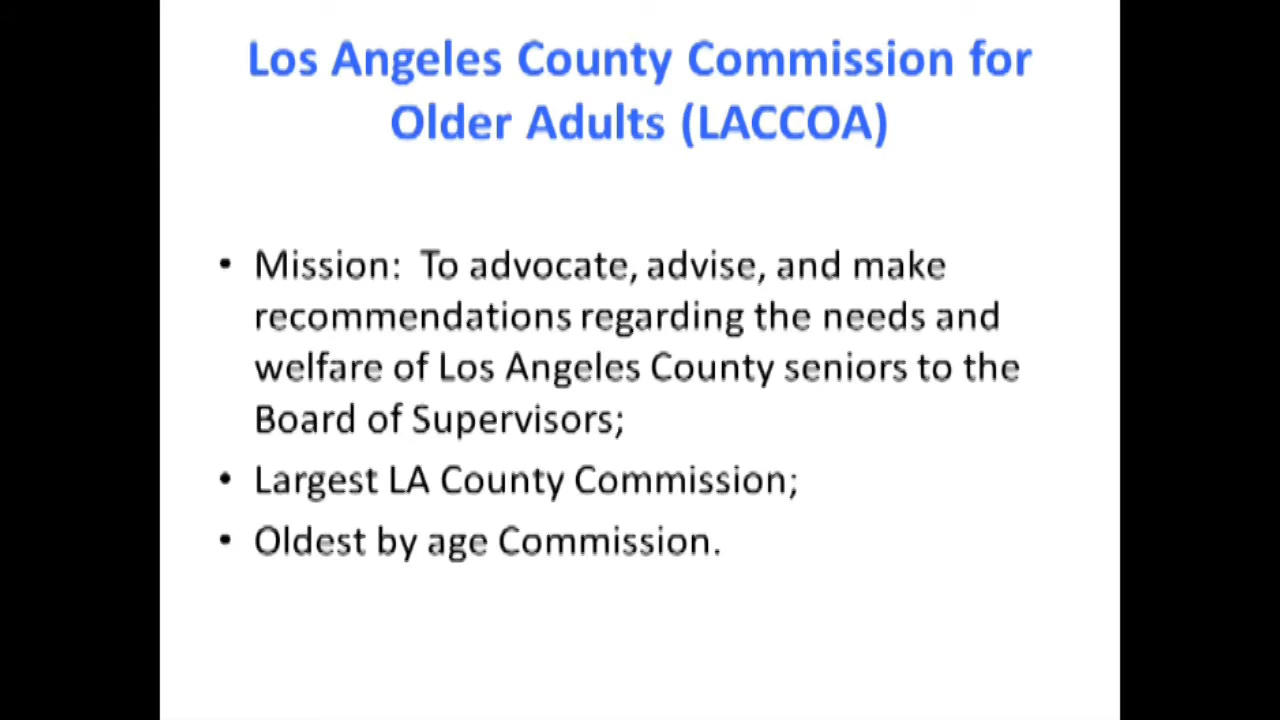 Los Angeles County Commission for
Older Adults (LACCOA)
• Mission:  To advocate, advise, and make
recommendations regarding the needs and
welfare of Los Angeles County seniors to the
Board of Supervisors;
• Largest LA County Commission;
• Oldest by age Commission.